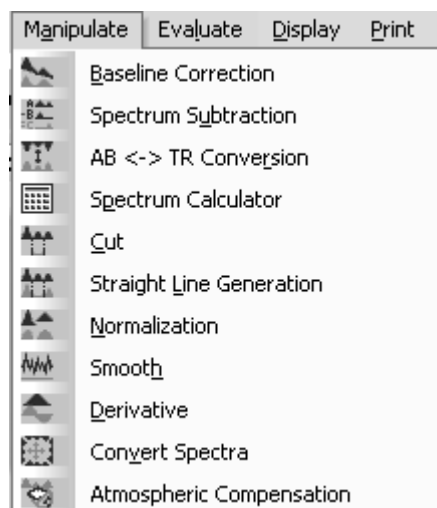 Manipulate Evaluate Display Print
Baseline Correction
Spectrum Subtraction
AB <-> TR Conversion
Spectrum Calculator
Cut
Straight Line Generation
Normalization
Smooth
Derivative
Convert Spectra
Atmospheric Compensation